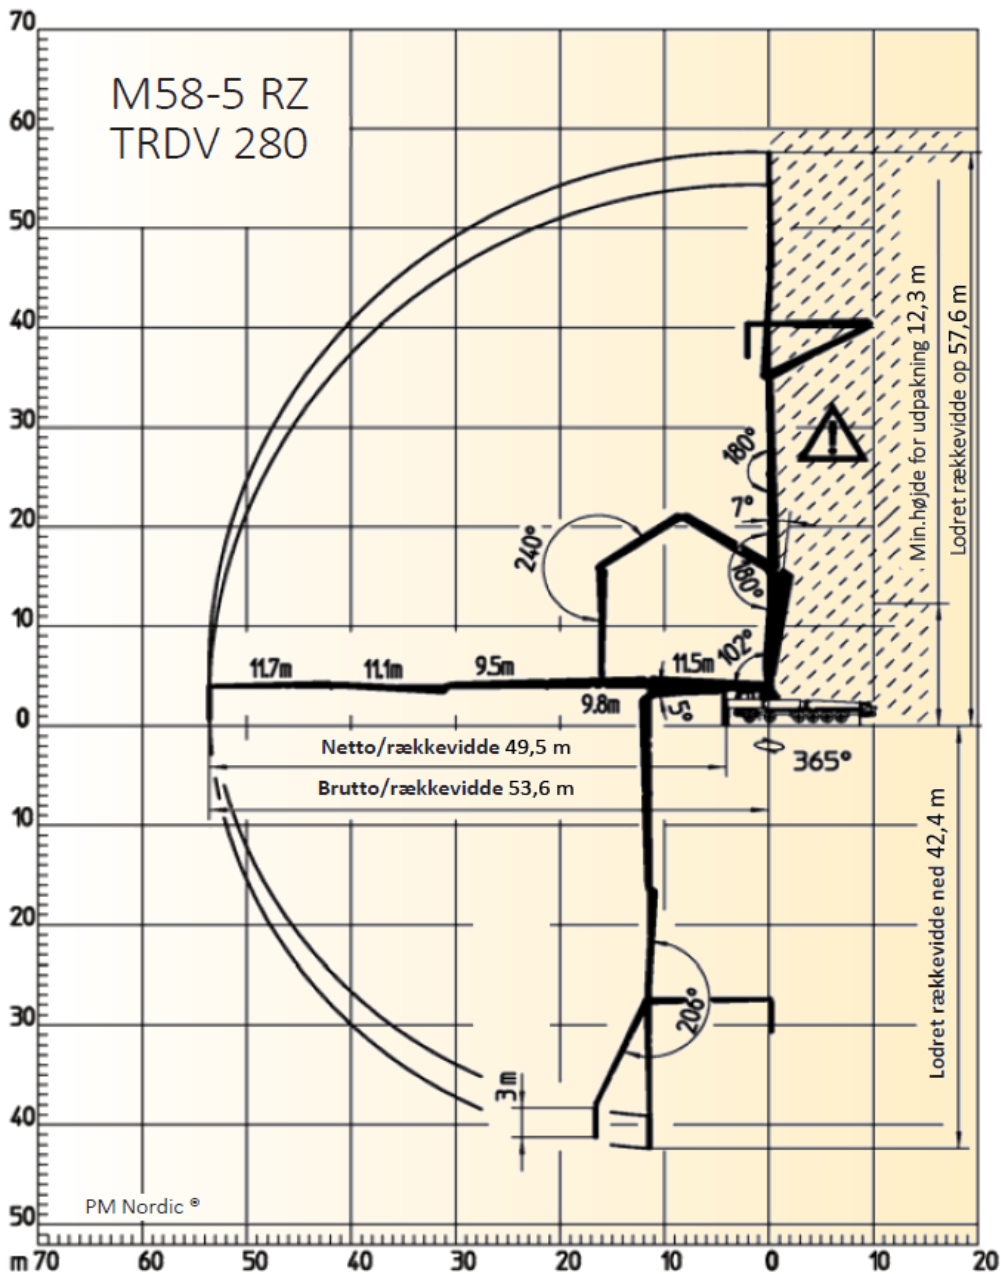 70
M58-5 RZ
TRDV 280
60
50
40
30
20
10
0
10
20
30
40
50
Min.højde for udpakning 12,3 m
Lodret rækkevidde op 57,6 m
180°
7°
240°
180°
102°
11.7m
11.1m
9.5m
11.5m
9.8m
5°
Netto/rækkevidde 49,5 m
365°
Brutto/rækkevidde 53,6 m
Lodret rækkevidde ned 42,4 m
206°
3m
PM Nordic ®
m 70 60 50 40 30 20 10 0 10 20